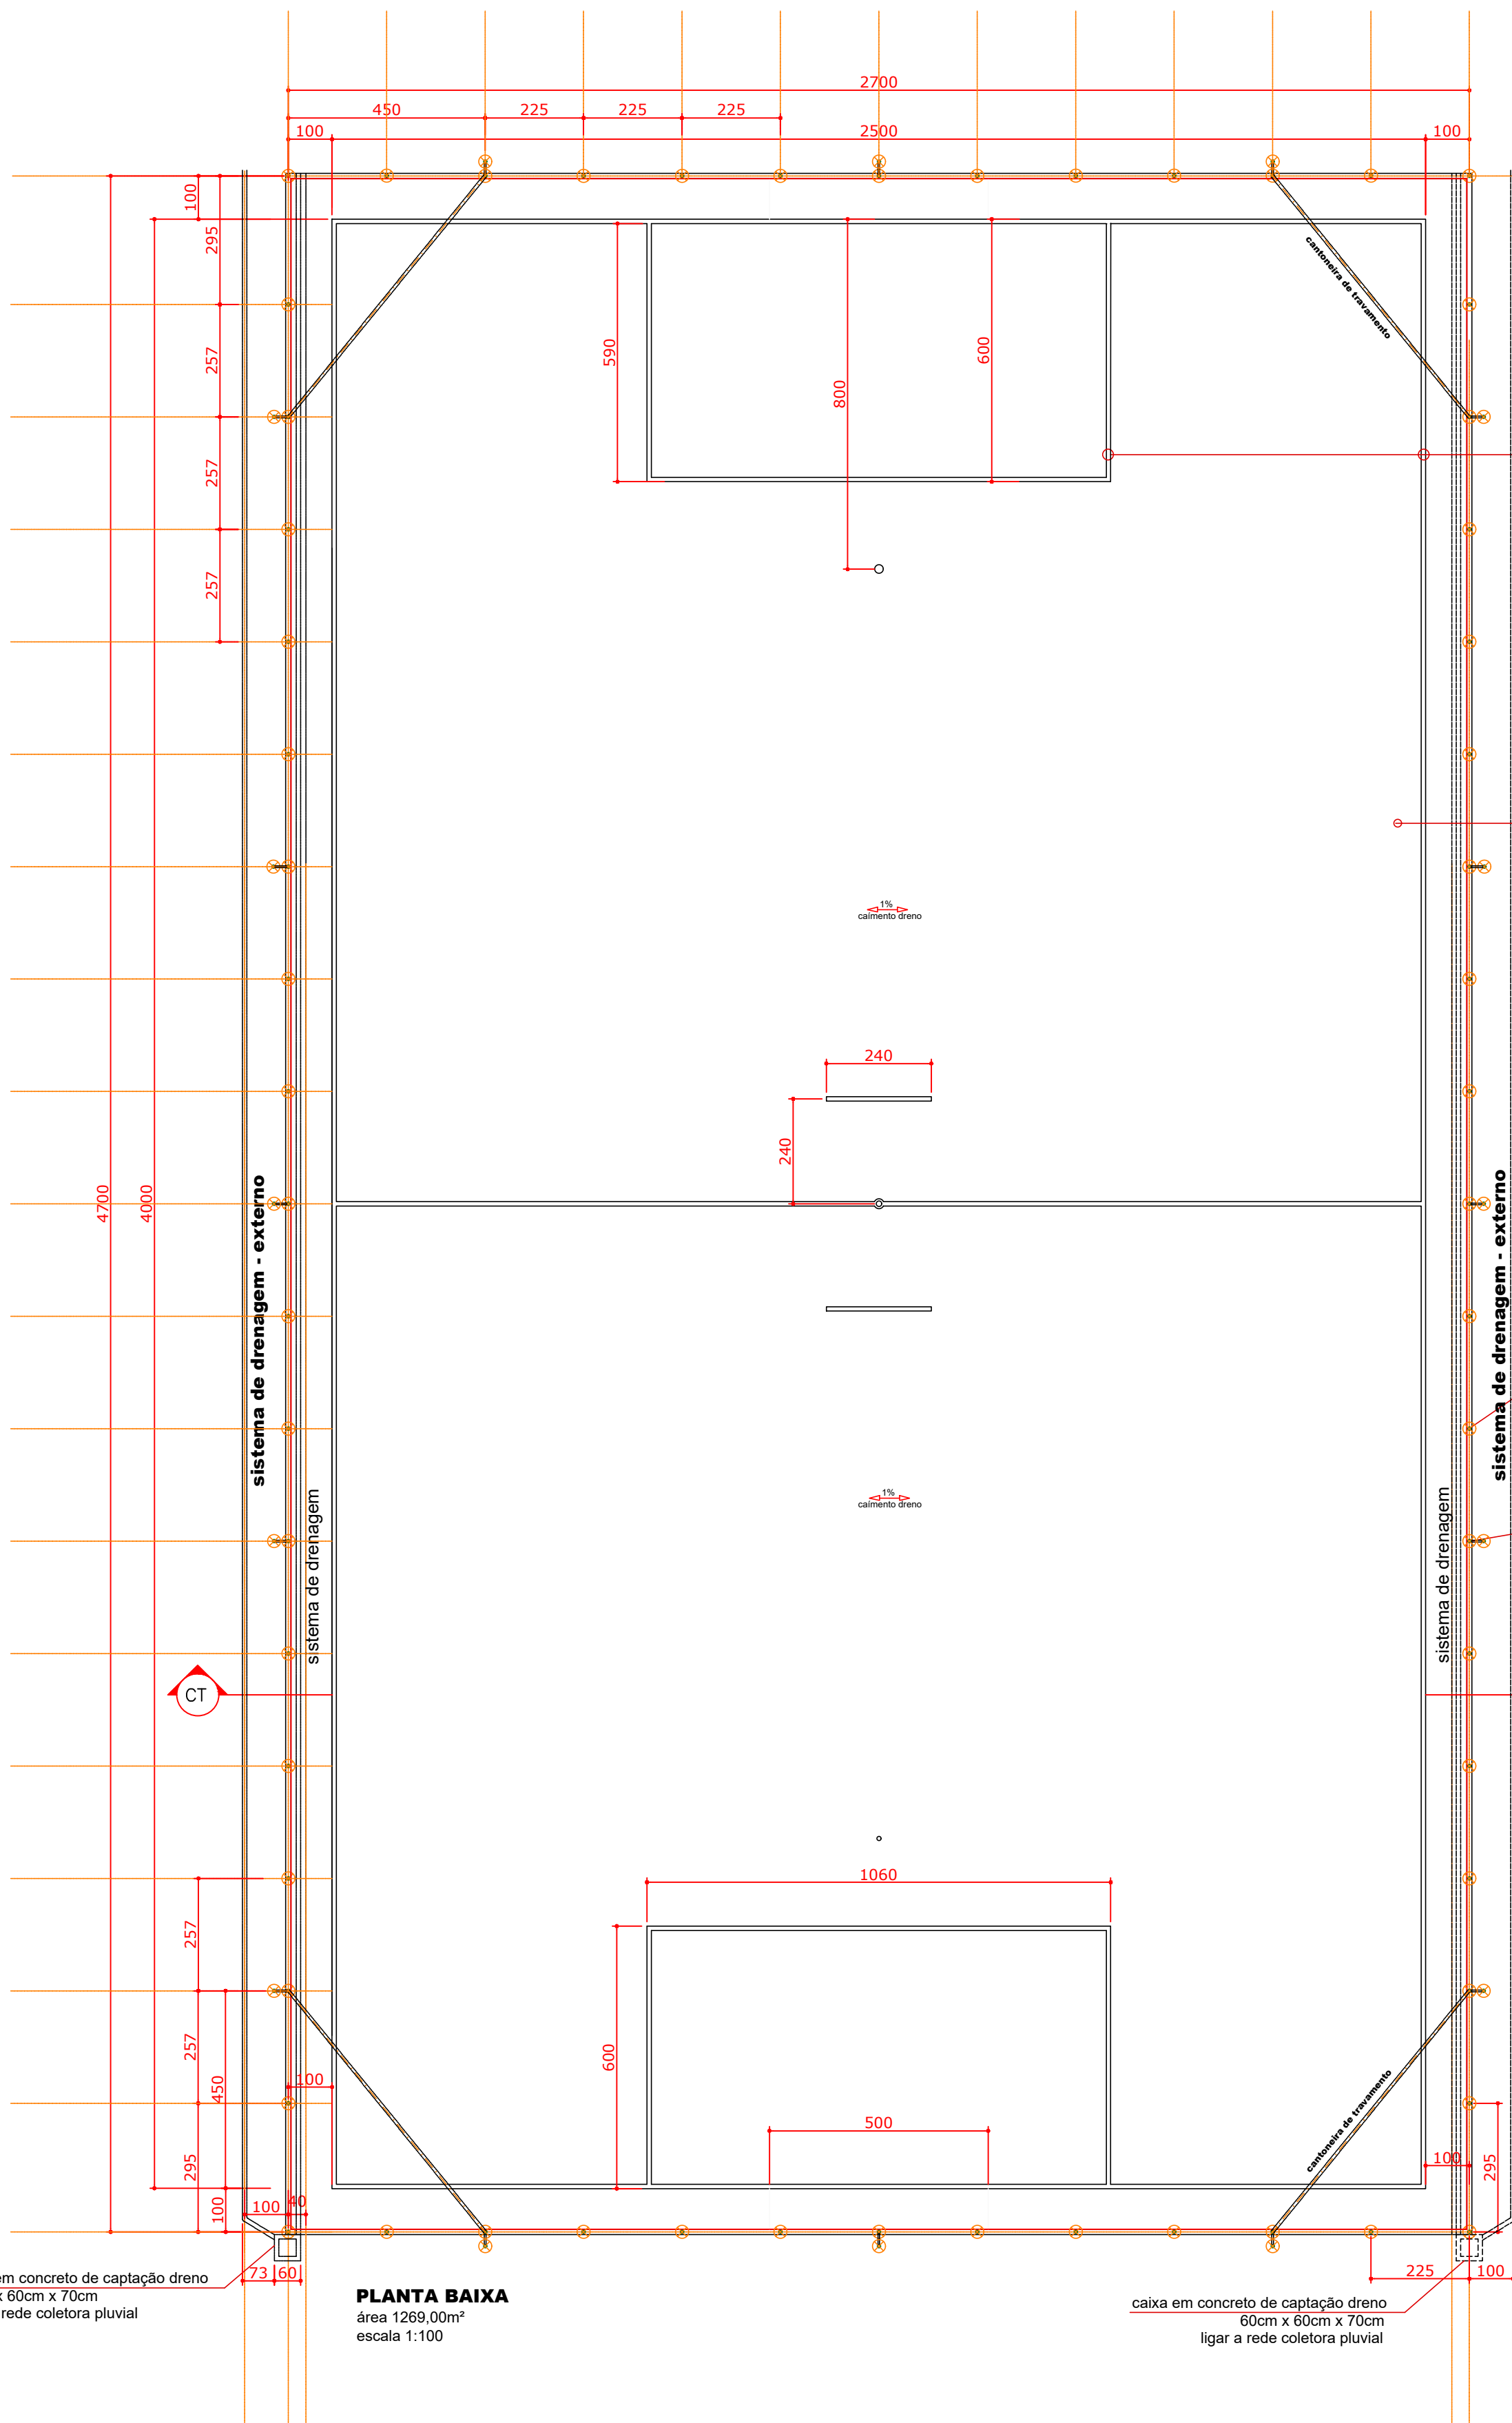 2700
450
225
225
225
100
2500
100
100
295
257
257
257
4700
4000
590
800
600
cantoneira de travamento
1%
caímento dreno
240
240
sistema de drenagem - externo
sistema de drenagem - externo
1%
caímento dreno
sistema de drenagem
sistema de drenagem
CT
1060
257
257
450
295
100
600
100
500
cantoneira de travamento
100
295
100
40
73
60
225
100
em concreto de captação dreno
x 60cm x 70cm
rede coletora pluvial
PLANTA BAIXA
área 1269,00m²
escala 1:100
caixa em concreto de captação dreno
60cm x 60cm x 70cm
ligar a rede coletora pluvial